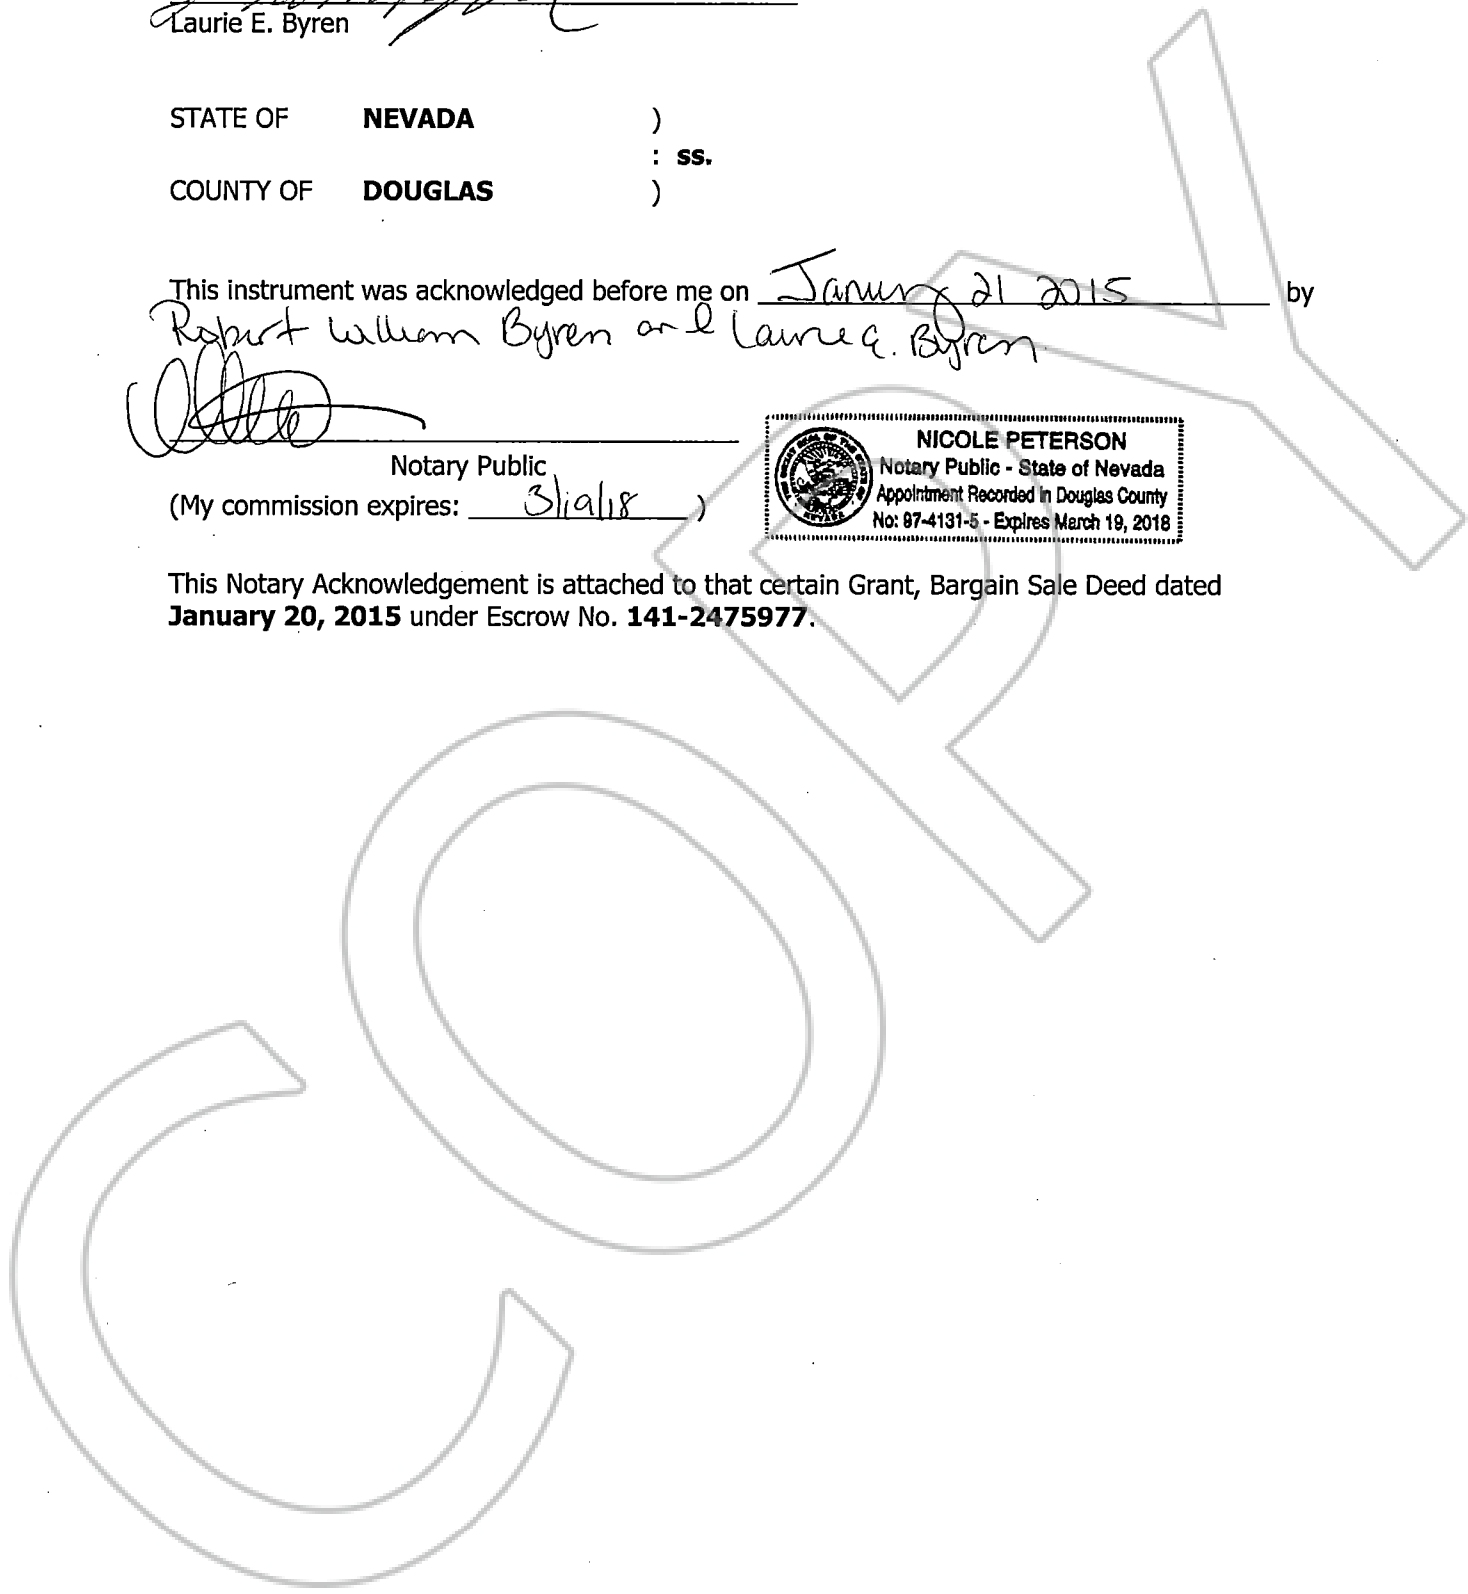 Laurie E. Byren
STATE OF NEVADA )
: ss.
COUNTY OF DOUGLAS )
This instrument was acknowledged before me on January 21 2015 by
Robert William Byren and Laurie E. Byren
Notary Public
(My commission expires: 3/19/18 )
NICOLE PETERSON
Notary Public - State of Nevada
Appointment Recorded in Douglas County
No: 97-4131-5 - Expires March 19, 2018
This Notary Acknowledgement is attached to that certain Grant, Bargain Sale Deed dated
January 20, 2015 under Escrow No. 141-2475977.
COPY